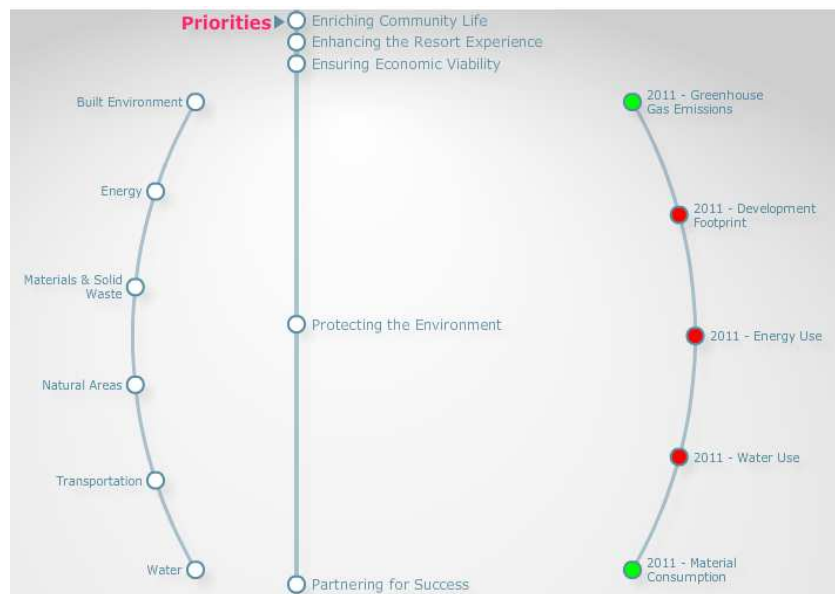 Priorities
Enriching Community Life
Enhancing the Resort Experience
Ensuring Economic Viability
Protecting the Environment
Partnering for Success
Built Environment
Energy
Materials & Solid
Waste
Natural Areas
Transportation
Water
2011 - Greenhouse
Gas Emissions
2011 - Development
Footprint
2011 - Energy Use
2011 - Water Use
2011 - Material
Consumption